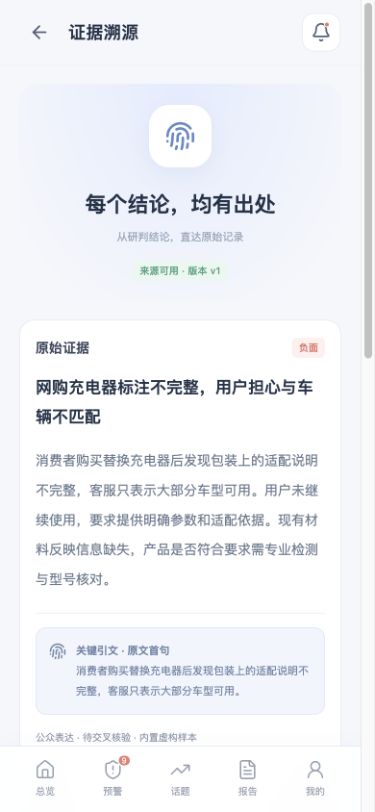 证据溯源
每个结论，均有出处
从研判结论，直达原始记录
来源可用 · 版本 v1
原始证据
负面
网购充电器标注不完整，用户担心与车
辆不匹配
消费者购买替换充电器后发现包装上的适配说明
不完整，客服只表示大部分车型可用。用户未继
续使用，要求提供明确参数和适配依据。现有材
料反映信息缺失，产品是否符合要求需专业检测
与型号核对。
关键引文 · 原文首句
消费者购买替换充电器后发现包装上的适配说明不
完整，客服只表示大部分车型可用。
公众表达 · 待交叉核验 · 内置虚构样本
9
总览
预警
话题
报告
我的